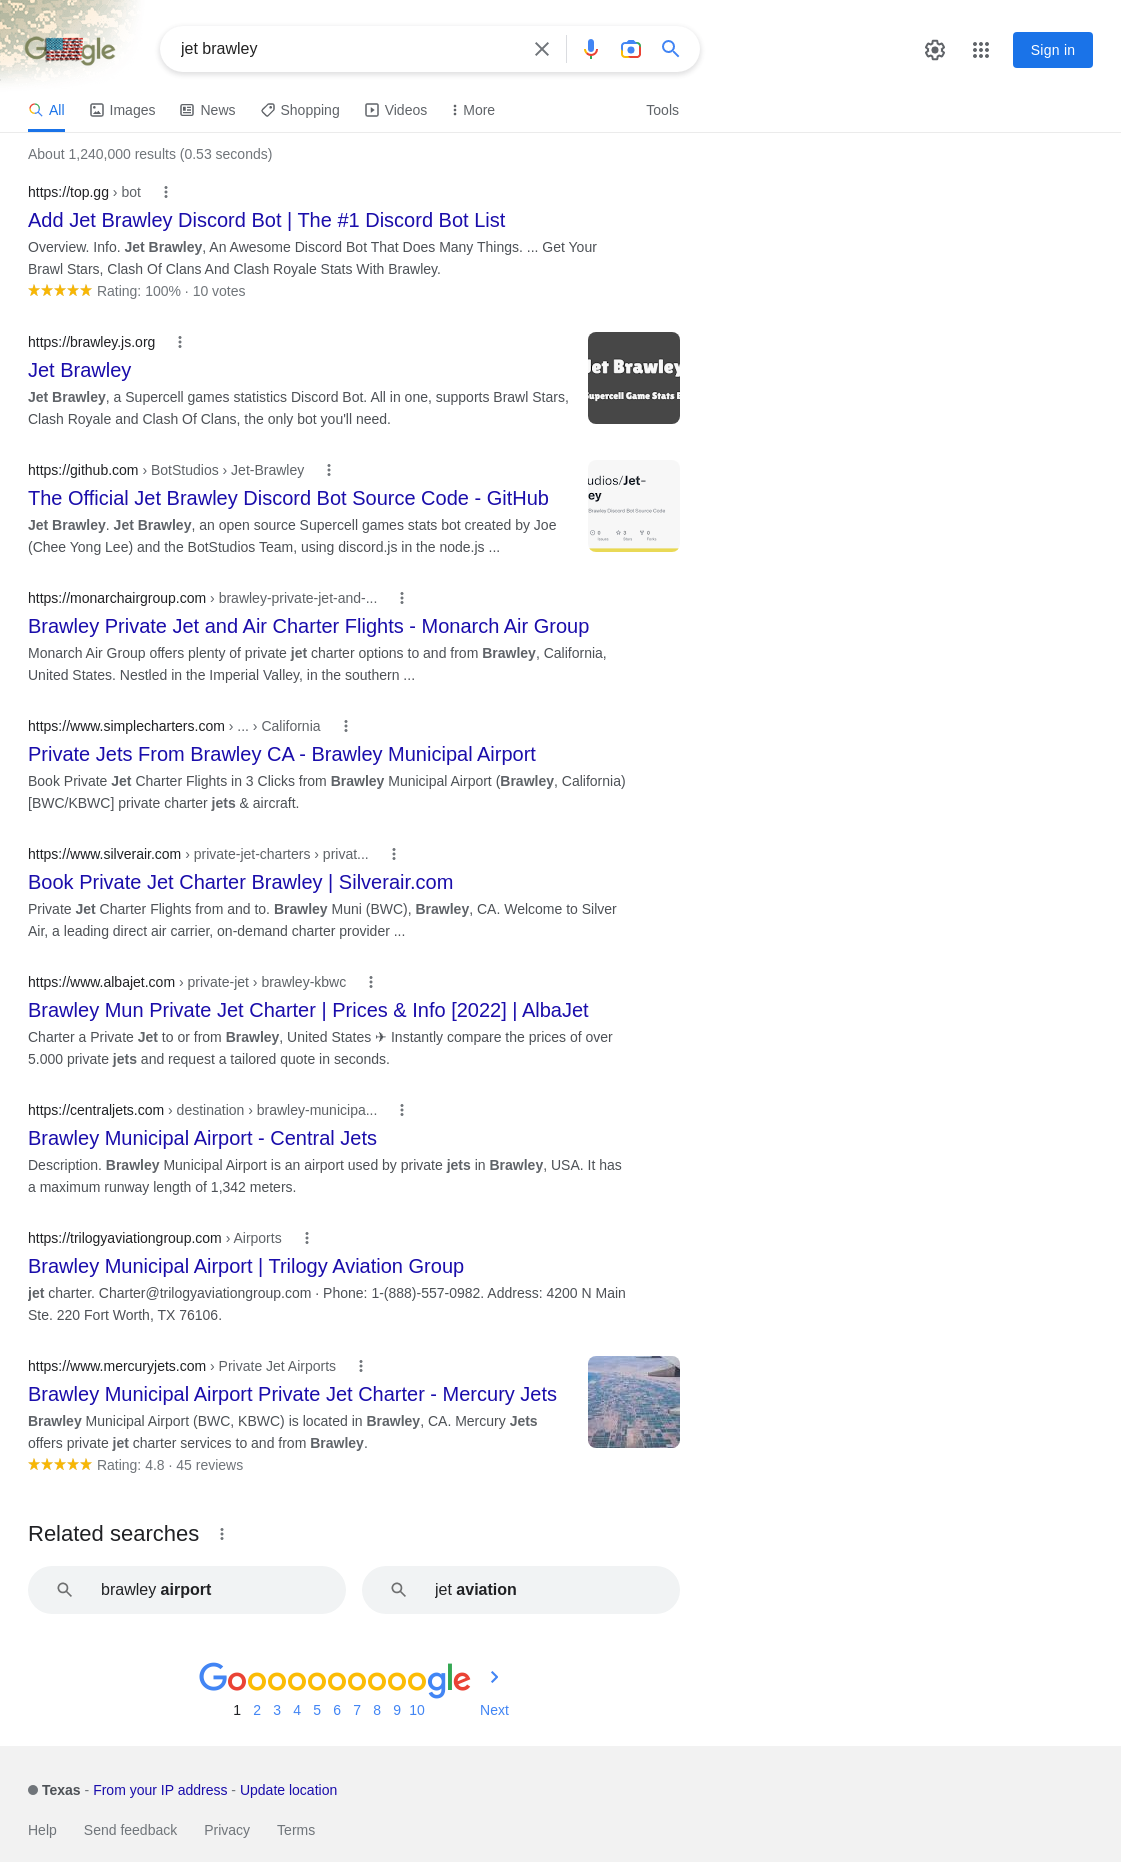 Google
jet brawley
Sign in
All Images News Shopping Videos More Tools
About 1,240,000 results (0.53 seconds)
https://top.gg › bot
Add Jet Brawley Discord Bot | The #1 Discord Bot List
Overview. Info. Jet Brawley, An Awesome Discord Bot That Does Many Things. ... Get Your
Brawl Stars, Clash Of Clans And Clash Royale Stats With Brawley.
Rating: 100% · 10 votes
https://brawley.js.org
Jet Brawley
Jet Brawley, a Supercell games statistics Discord Bot. All in one, supports Brawl Stars,
Clash Royale and Clash Of Clans, the only bot you'll need.
Jet Brawley
Supercell Game Stats B
https://github.com › BotStudios › Jet-Brawley
The Official Jet Brawley Discord Bot Source Code - GitHub
Jet Brawley. Jet Brawley, an open source Supercell games stats bot created by Joe
(Chee Yong Lee) and the BotStudios Team, using discord.js in the node.js ...
udios/Jet-
ey
Brawley Discord Bot Source Code
0 3 0
Issues Stars Forks
https://monarchairgroup.com › brawley-private-jet-and-...
Brawley Private Jet and Air Charter Flights - Monarch Air Group
Monarch Air Group offers plenty of private jet charter options to and from Brawley, California,
United States. Nestled in the Imperial Valley, in the southern ...
https://www.simplecharters.com › ... › California
Private Jets From Brawley CA - Brawley Municipal Airport
Book Private Jet Charter Flights in 3 Clicks from Brawley Municipal Airport (Brawley, California)
[BWC/KBWC] private charter jets & aircraft.
https://www.silverair.com › private-jet-charters › privat...
Book Private Jet Charter Brawley | Silverair.com
Private Jet Charter Flights from and to. Brawley Muni (BWC), Brawley, CA. Welcome to Silver
Air, a leading direct air carrier, on-demand charter provider ...
https://www.albajet.com › private-jet › brawley-kbwc
Brawley Mun Private Jet Charter | Prices & Info [2022] | AlbaJet
Charter a Private Jet to or from Brawley, United States ✈ Instantly compare the prices of over
5.000 private jets and request a tailored quote in seconds.
https://centraljets.com › destination › brawley-municipa...
Brawley Municipal Airport - Central Jets
Description. Brawley Municipal Airport is an airport used by private jets in Brawley, USA. It has
a maximum runway length of 1,342 meters.
https://trilogyaviationgroup.com › Airports
Brawley Municipal Airport | Trilogy Aviation Group
jet charter. Charter@trilogyaviationgroup.com · Phone: 1-(888)-557-0982. Address: 4200 N Main
Ste. 220 Fort Worth, TX 76106.
https://www.mercuryjets.com › Private Jet Airports
Brawley Municipal Airport Private Jet Charter - Mercury Jets
Brawley Municipal Airport (BWC, KBWC) is located in Brawley, CA. Mercury Jets
offers private jet charter services to and from Brawley.
Rating: 4.8 · 45 reviews
Related searches
brawley airport
jet aviation
Goooooooooogle
1 2 3 4 5 6 7 8 9 10 Next
Texas - From your IP address - Update location
Help Send feedback Privacy Terms